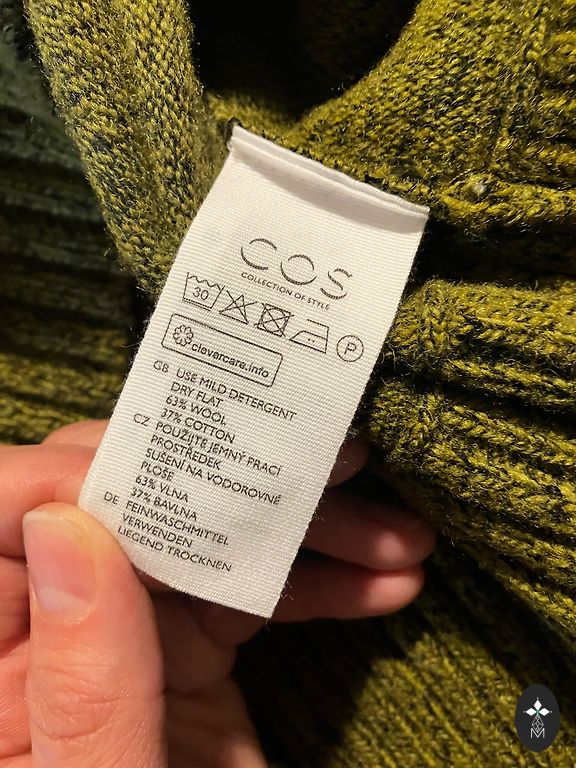 COS
COLLECTION OF STYLE
30
P
clevercare.info
GB USE MILD DETERGENT
DRY FLAT
63% WOOL
37% COTTON
CZ POUŽIJTE JEMNÝ PRACÍ
PROSTŘEDEK
SUŠENÍ NA VODOROVNÉ
PLOŠE
63% VLNA
37% BAVLNA
DE FEINWASCHMITTEL
VERWENDEN
LIEGEND TROCKNEN
M